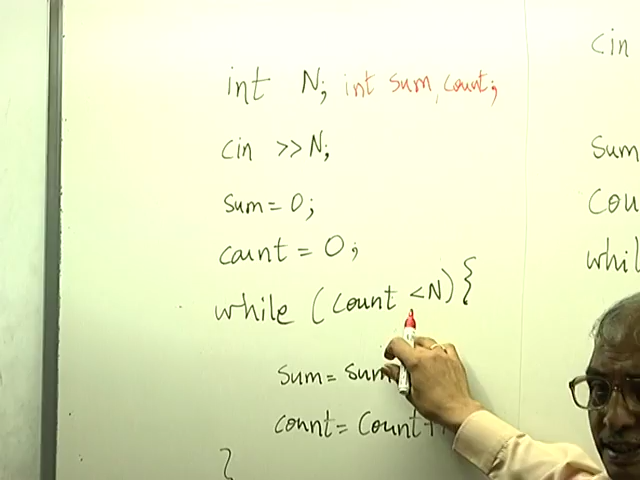 int N; int sum, count;
cin >> N;
sum = 0;
count = 0;
while (count < N) {
sum = sum
count = count +
}
cin
sum
cou
whil